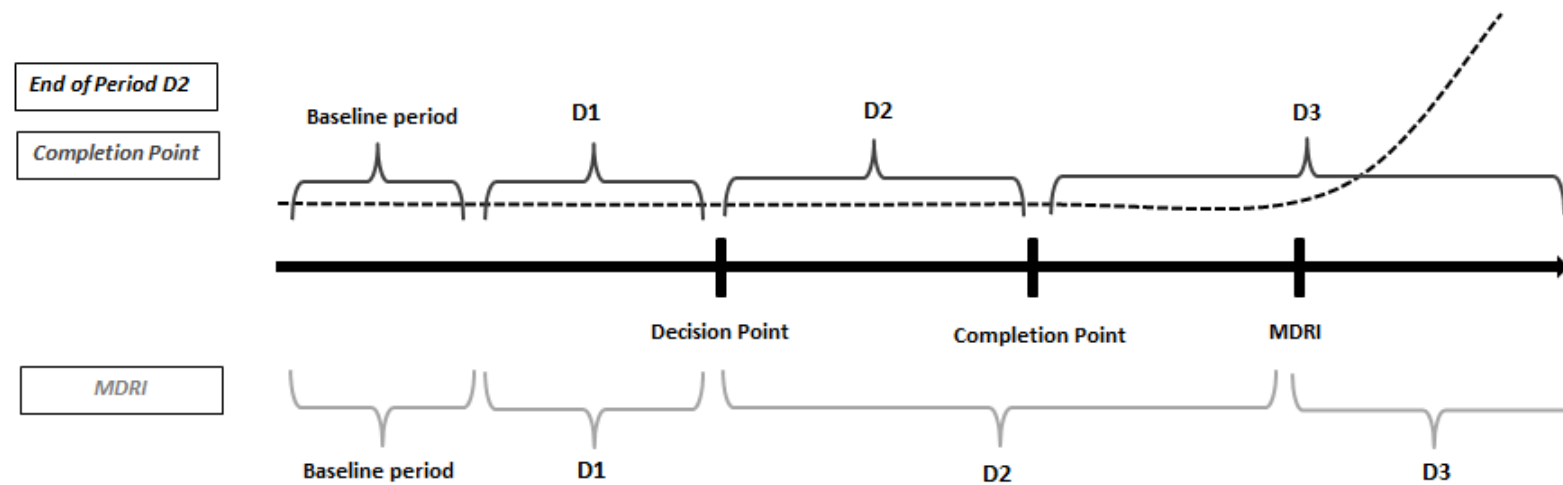 End of Period D2
Baseline period
D1
D2
D3
Completion Point
Decision Point
Completion Point
MDRI
MDRI
Baseline period
D1
D2
D3